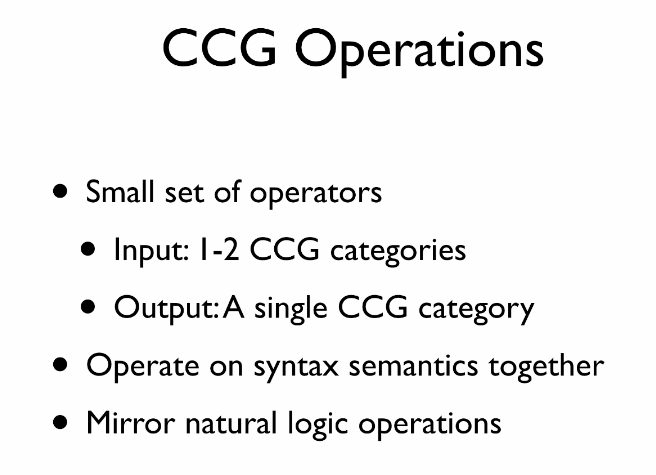 CCG Operations
• Small set of operators
• Input: 1-2 CCG categories
• Output: A single CCG category
• Operate on syntax semantics together
• Mirror natural logic operations